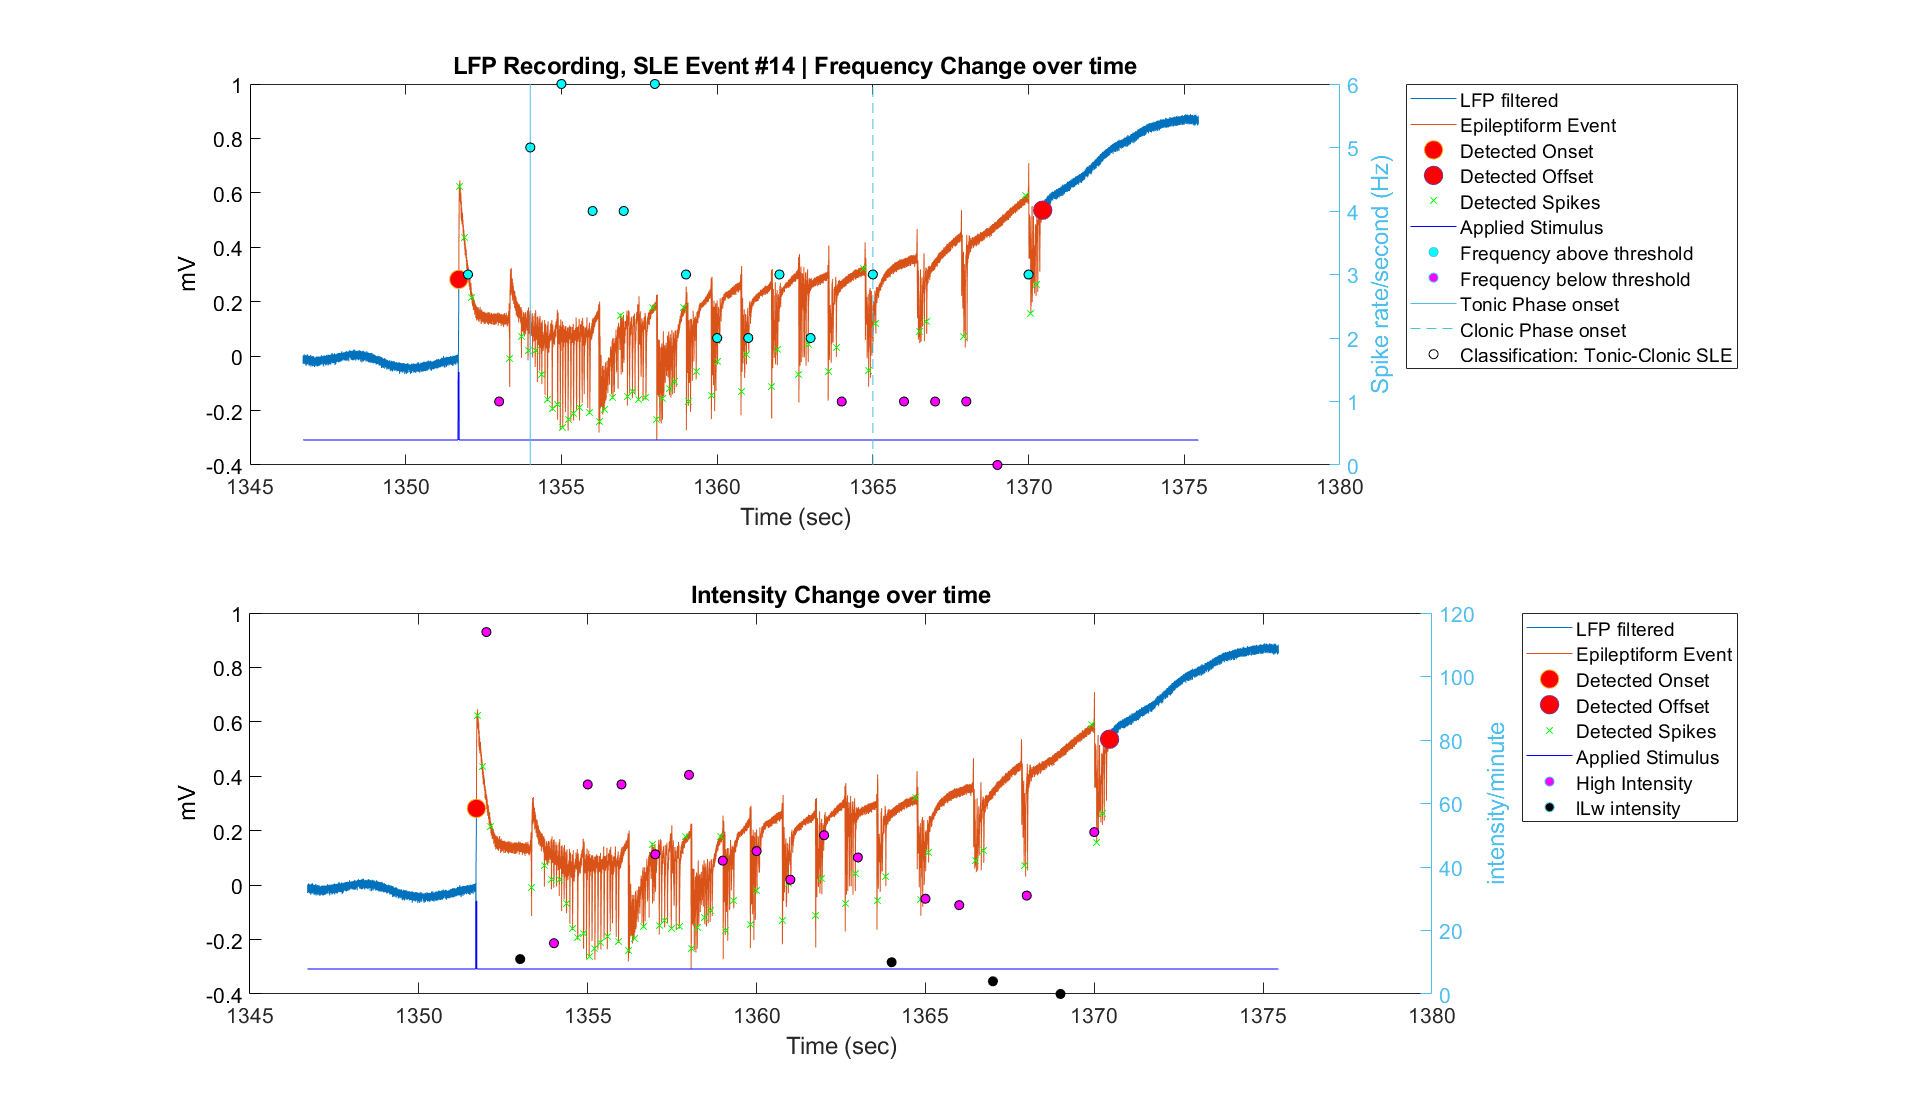 LFP Recording, SLE Event #14 | Frequency Change over time
1
0.8
0.6
0.4
0.2
0
-0.2
-0.4
mV
1345 1350 1355 1360 1365 1370 1375 1380
Time (sec)
6
5
4
3
2
1
0
Spike rate/second (Hz)
LFP filtered
Epileptiform Event
Detected Onset
Detected Offset
Detected Spikes
Applied Stimulus
Frequency above threshold
Frequency below threshold
Tonic Phase onset
Clonic Phase onset
Classification: Tonic-Clonic SLE
Intensity Change over time
1
0.8
0.6
0.4
0.2
0
-0.2
-0.4
mV
1345 1350 1355 1360 1365 1370 1375 1380
Time (sec)
120
100
80
60
40
20
0
intensity/minute
LFP filtered
Epileptiform Event
Detected Onset
Detected Offset
Detected Spikes
Applied Stimulus
High Intensity
lLw intensity